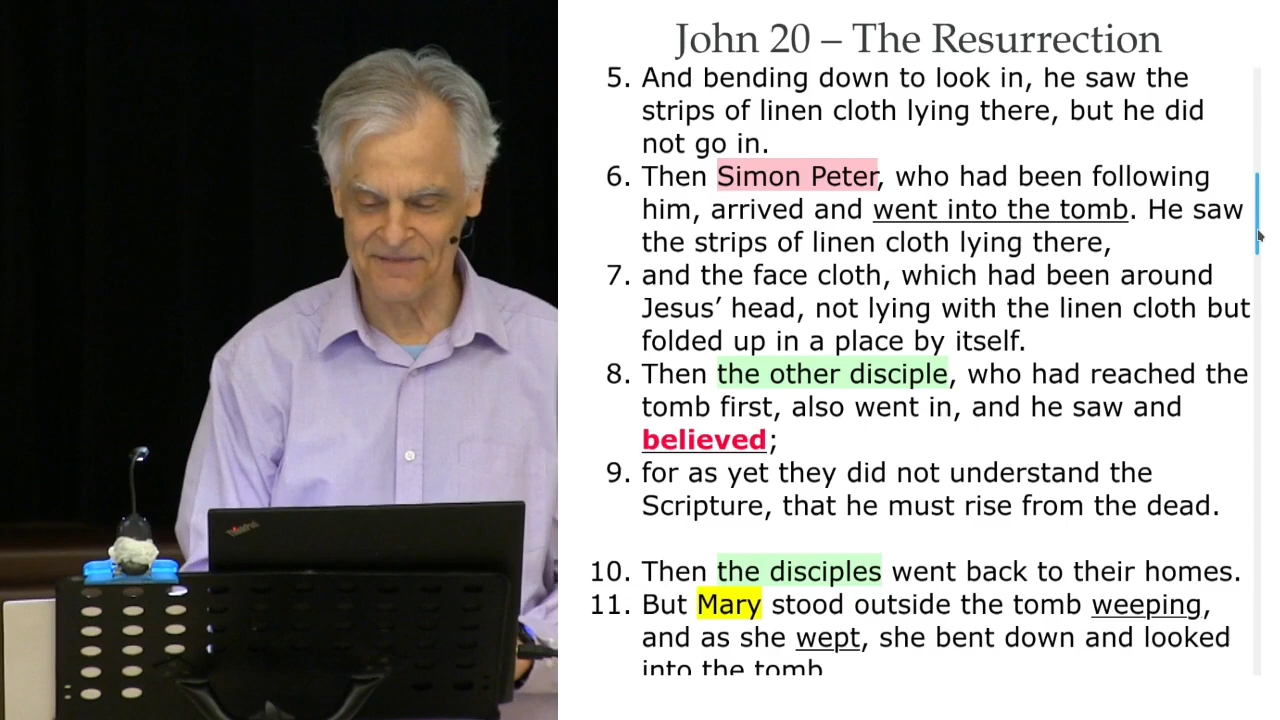 John 20 – The Resurrection
5. And bending down to look in, he saw the
strips of linen cloth lying there, but he did
not go in.
6. Then Simon Peter, who had been following
him, arrived and went into the tomb. He saw
the strips of linen cloth lying there,
7. and the face cloth, which had been around
Jesus’ head, not lying with the linen cloth but
folded up in a place by itself.
8. Then the other disciple, who had reached the
tomb first, also went in, and he saw and
believed;
9. for as yet they did not understand the
Scripture, that he must rise from the dead.
10. Then the disciples went back to their homes.
11. But Mary stood outside the tomb weeping,
and as she wept, she bent down and looked
into the tomb
ThinkPad